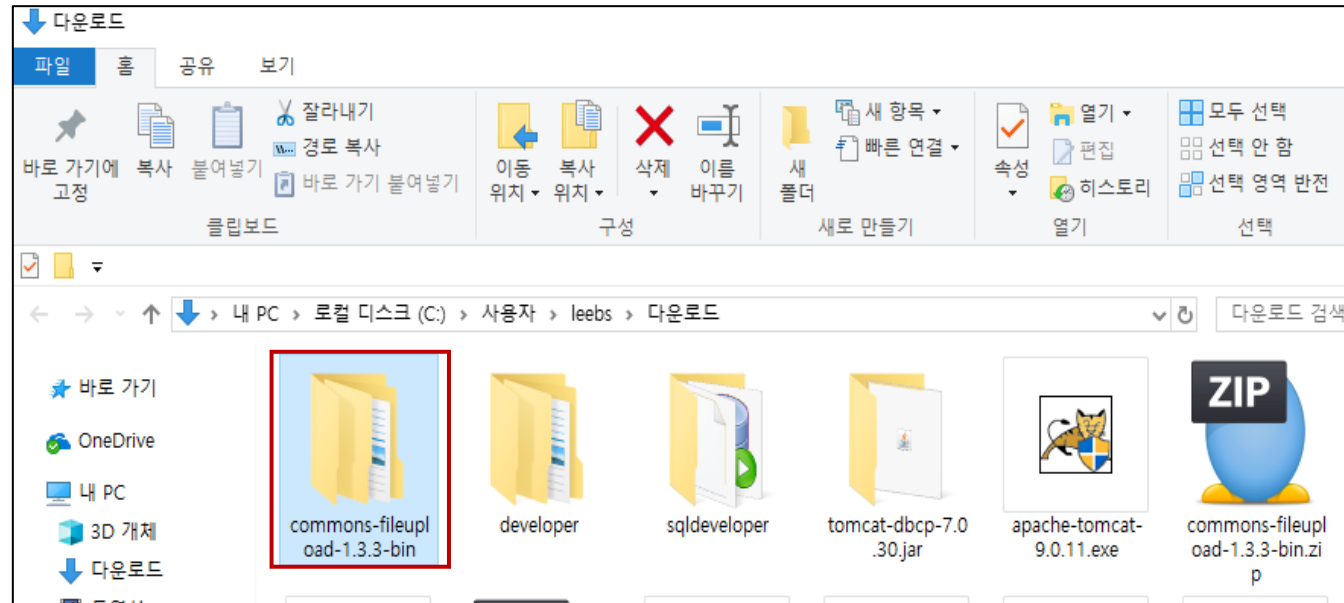 다운로드
파일 홈 공유 보기
바로 가기에
고정
복사
붙여넣기
잘라내기
경로 복사
바로 가기 붙여넣기
클립보드
이동
위치
복사
위치
삭제
이름
바꾸기
구성
새
폴더
새 항목
빠른 연결
새로 만들기
속성
열기
편집
히스토리
열기
모두 선택
선택 안 함
선택 영역 반전
선택
내 PC > 로컬 디스크 (C:) > 사용자 > leebs > 다운로드
다운로드 검색
바로 가기
OneDrive
내 PC
3D 개체
다운로드
commons-fileupl
oad-1.3.3-bin
developer
sqldeveloper
tomcat-dbcp-7.0
.30.jar
apache-tomcat-
9.0.11.exe
ZIP
commons-fileupl
oad-1.3.3-bin.zi
p